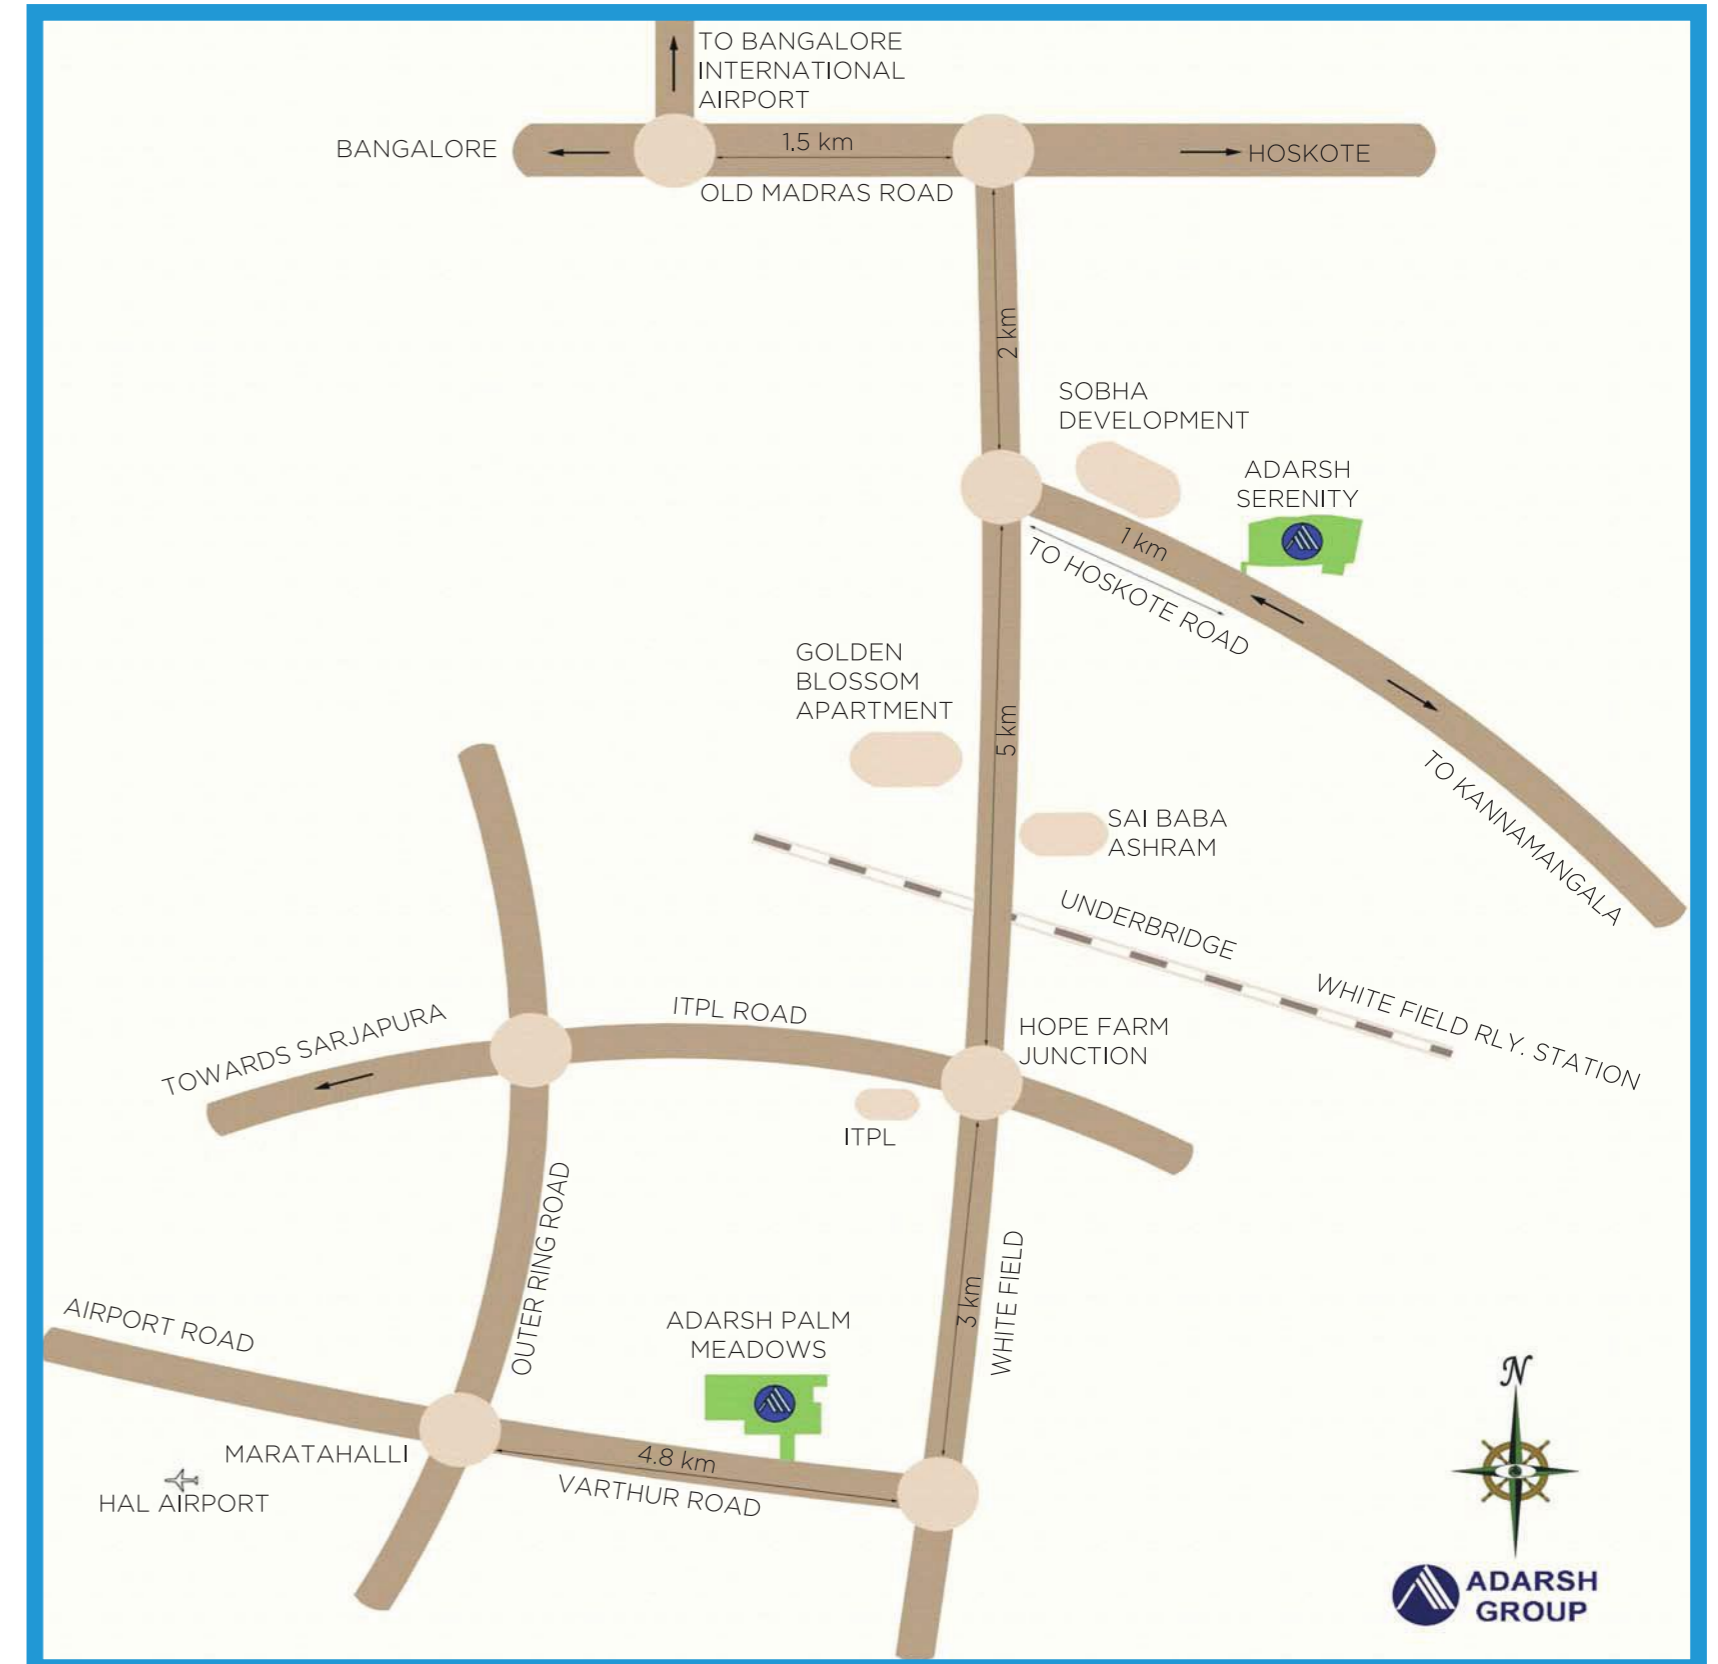 TO BANGALORE
INTERNATIONAL
AIRPORT
BANGALORE
1.5 km
HOSKOTE
OLD MADRAS ROAD
2 km
SOBHA
DEVELOPMENT
ADARSH
SERENITY
1 km
TO HOSKOTE ROAD
GOLDEN
BLOSSOM
APARTMENT
5 km
TO KANNAMANGALA
SAI BABA
ASHRAM
UNDERBRIDGE
WHITE FIELD RLY. STATION
ITPL ROAD
TOWARDS SARJAPURA
HOPE FARM
JUNCTION
ITPL
OUTER RING ROAD
WHITE FIELD
3 km
AIRPORT ROAD
ADARSH PALM
MEADOWS
MARATAHALLI
4.8 km
VARTHUR ROAD
HAL AIRPORT
N
ADARSH
GROUP